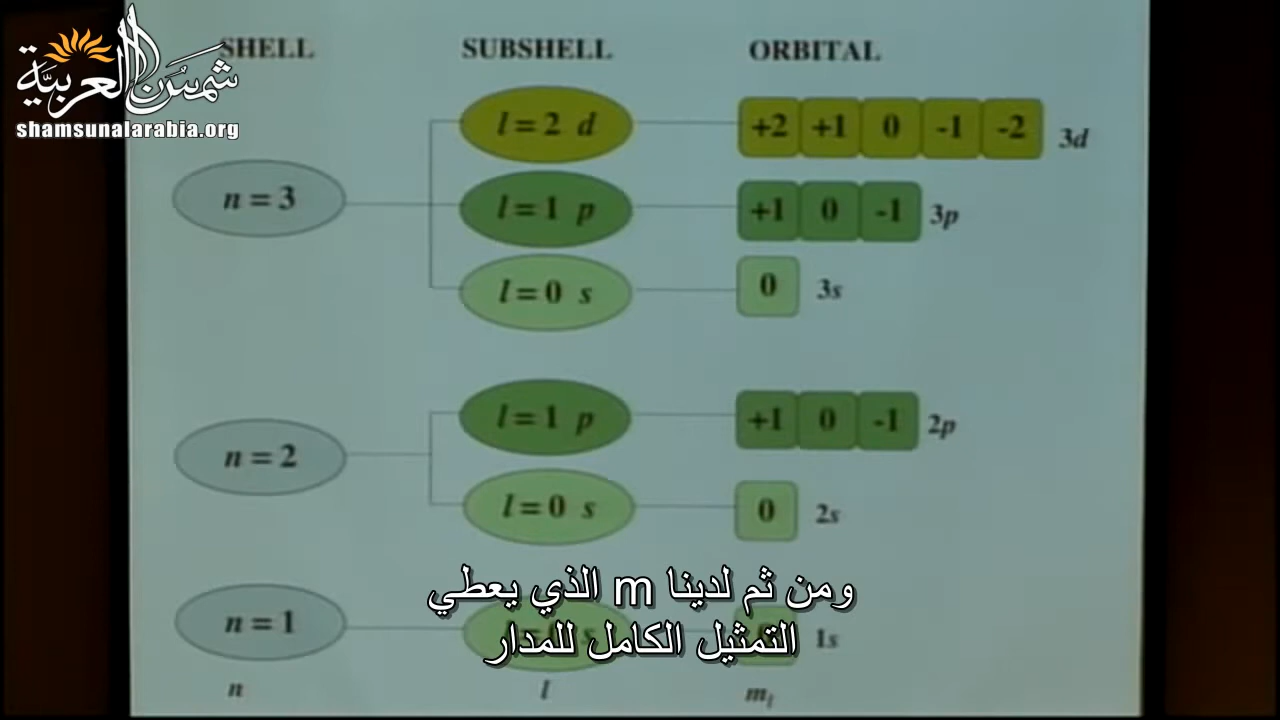 شمس العربية
shamsunalarabia.org
SHELL SUBSHELL ORBITAL
l = 2 d +2 +1 0 -1 -2 3d
n = 3 l = 1 p +1 0 -1 3p
l = 0 s 0 3s
l = 1 p +1 0 -1 2p
n = 2
l = 0 s 0 2s
ومن ثم لدينا m الذي يعطي
n = 1 1s
التمثيل الكامل للمدار
n l ml